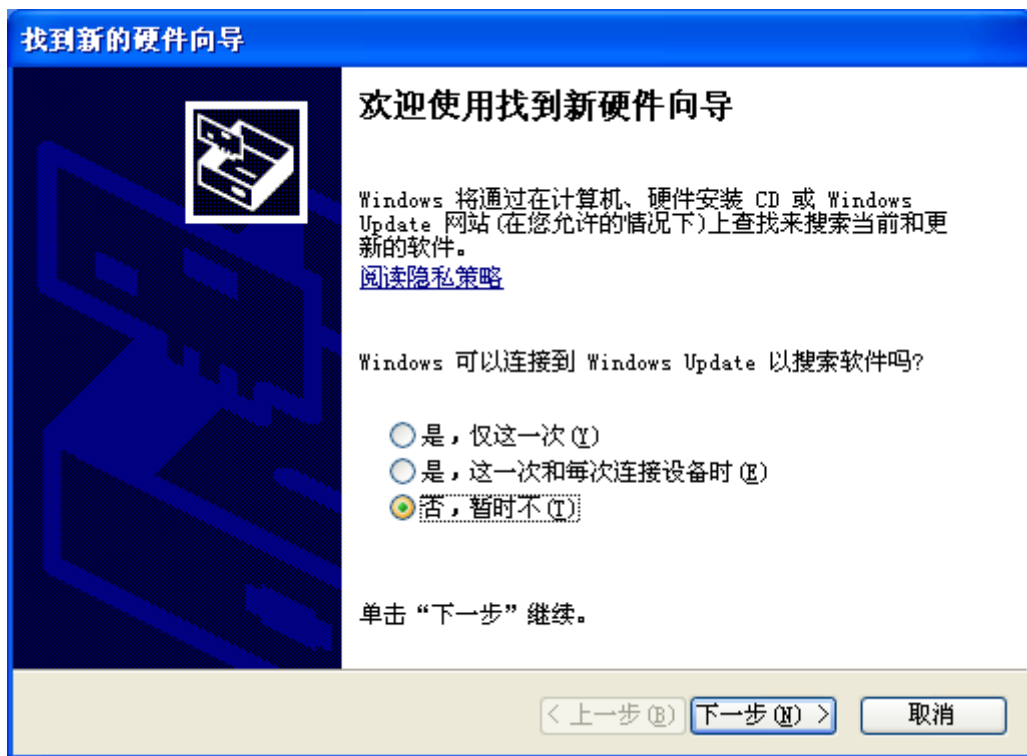 找到新的硬件向导
欢迎使用找到新硬件向导
Windows 将通过在计算机、硬件安装 CD 或 Windows
Update 网站(在您允许的情况下)上查找来搜索当前和更
新的软件。
阅读隐私策略
Windows 可以连接到 Windows Update 以搜索软件吗?
是，仅这一次(Y)
是，这一次和每次连接设备时(E)
否，暂时不(T)
单击“下一步”继续。
< 上一步(B) 下一步(N) > 取消